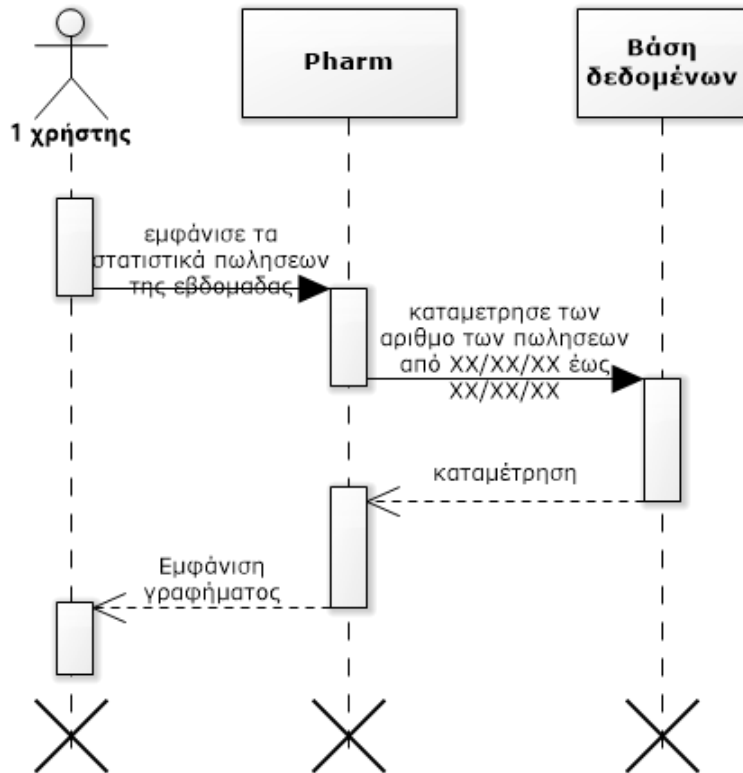 1 χρήστης
Pharm
Βάση
δεδομένων
εμφάνισε τα
στατιστικά πωλησεων
της εβδομαδας
καταμετρησε των
αριθμο των πωλησεων
από XX/XX/XX έως
XX/XX/XX
καταμέτρηση
Εμφάνιση
γραφήματος